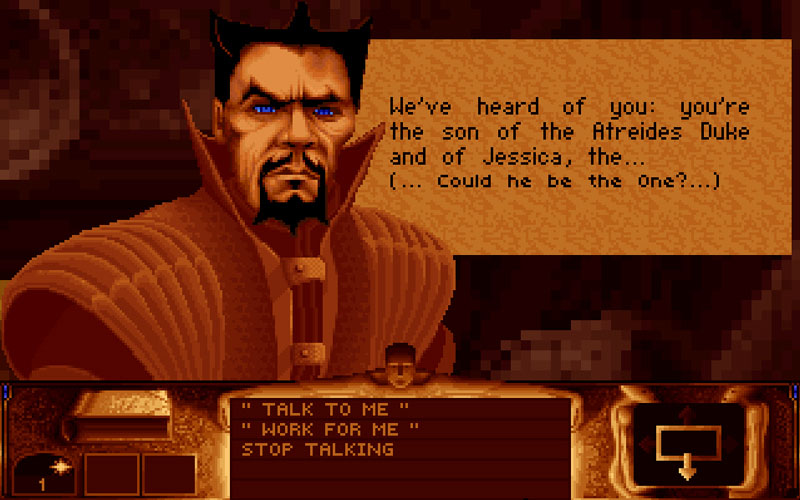 We've heard of you: you're
the son of the Atreides Duke
and of Jessica, the...
(... Could he be the One?...)
" TALK TO ME "
" WORK FOR ME "
STOP TALKING
1